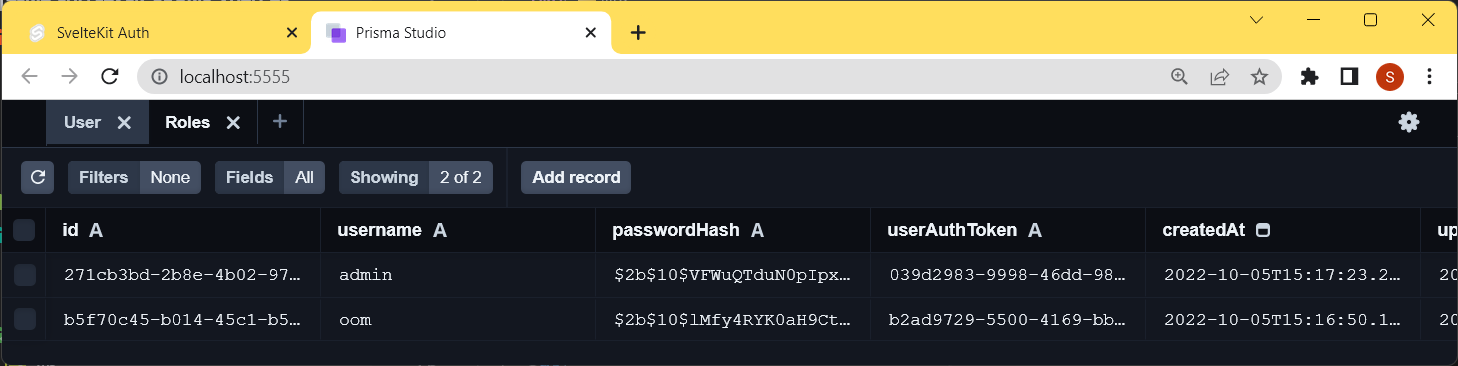 SvelteKit Auth Prisma Studio
localhost:5555 S
User Roles
Filters None Fields All Showing 2 of 2 Add record
id A username A passwordHash A userAuthToken A createdAt up
271cb3bd-2b8e-4b02-97… admin $2b$10$VFWuQTduN0pIpx… 039d2983-9998-46dd-98… 2022-10-05T15:17:23.2… 20
b5f70c45-b014-45c1-b5… oom $2b$10$lMfy4RYK0aH9Ct… b2ad9729-5500-4169-bb… 2022-10-05T15:16:50.1… 20